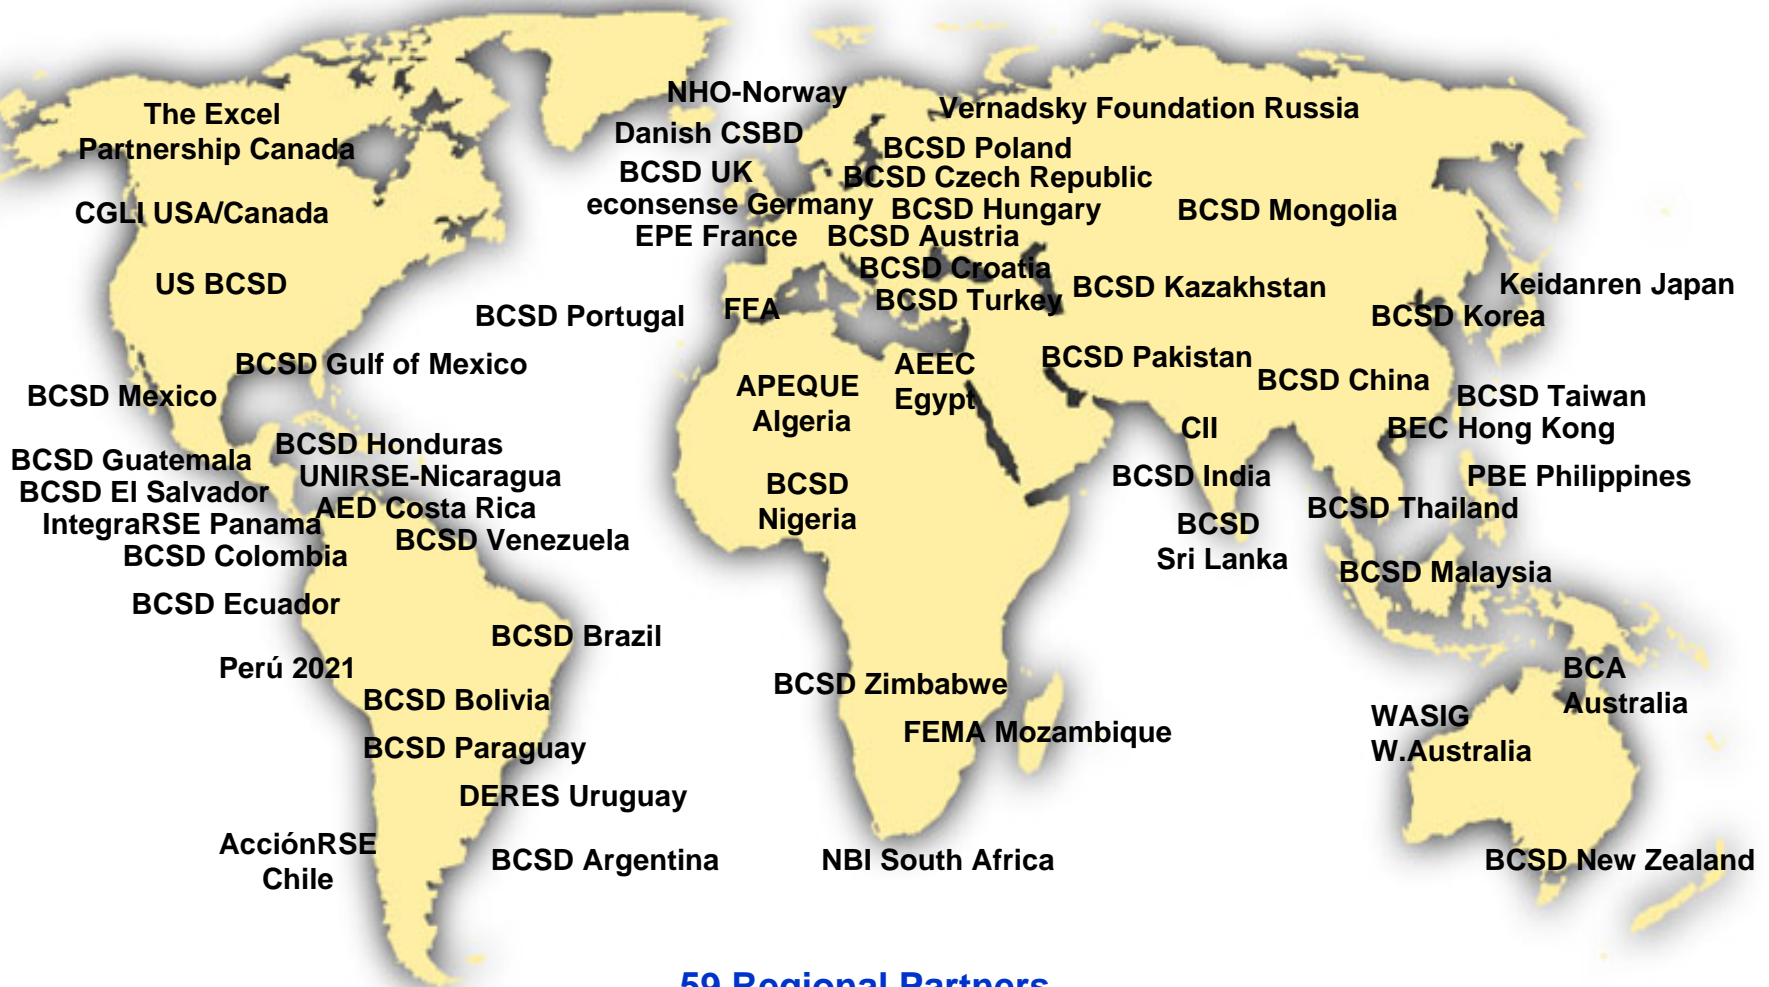 The Excel
Partnership Canada
CGLI USA/Canada
US BCSD
BCSD Gulf of Mexico
BCSD Mexico
BCSD Honduras
BCSD Guatemala
UNIRSE-Nicaragua
BCSD El Salvador
AED Costa Rica
IntegraRSE Panama
BCSD Venezuela
BCSD Colombia
BCSD Ecuador
BCSD Brazil
Perú 2021
BCSD Bolivia
BCSD Paraguay
DERES Uruguay
AcciónRSE
Chile
BCSD Argentina
NHO-Norway
Danish CSBD
BCSD UK
econsense Germany
EPE France
BCSD Portugal
FFA
Vernadsky Foundation Russia
BCSD Poland
BCSD Czech Republic
BCSD Hungary
BCSD Austria
BCSD Croatia
BCSD Turkey
BCSD Mongolia
BCSD Kazakhstan
Keidanren Japan
BCSD Korea
BCSD Pakistan
BCSD China
BCSD Taiwan
CII
BEC Hong Kong
BCSD India
PBE Philippines
BCSD Thailand
BCSD
Sri Lanka
BCSD Malaysia
AEEC
Egypt
APEQUE
Algeria
BCSD
Nigeria
BCSD Zimbabwe
FEMA Mozambique
NBI South Africa
BCA
Australia
WASIG
W.Australia
BCSD New Zealand
59 Regional Partners